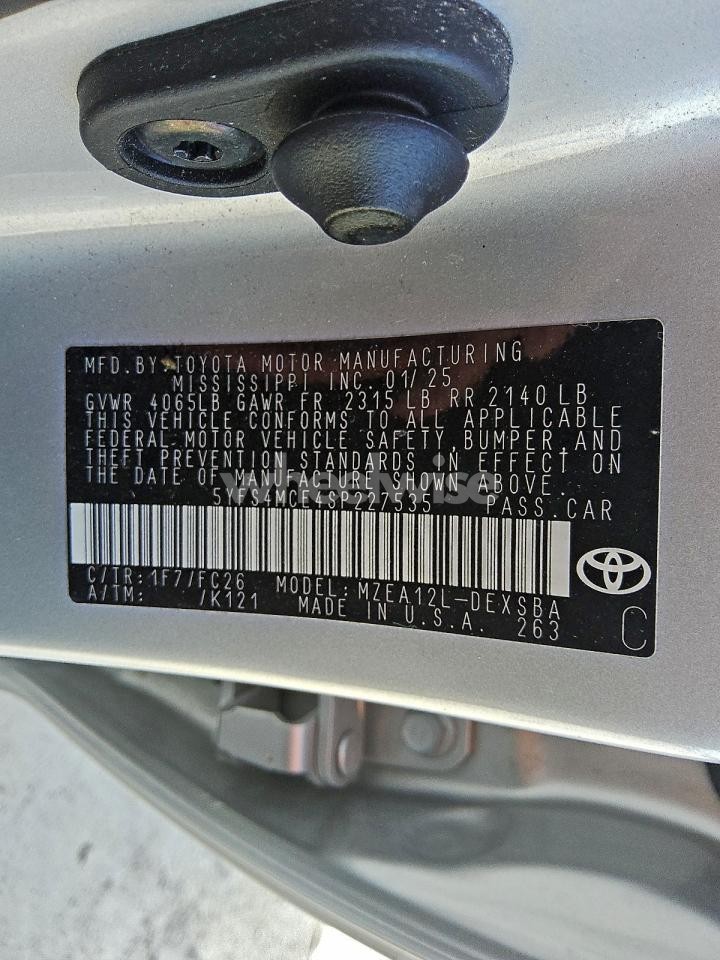 MFD.BY:TOYOTA MOTOR MANUFACTURING
MISSISSIPPI INC. 01/25
GVWR 4065LB GAWR FR 2315 LB RR 2140 LB
THIS VEHICLE CONFORMS TO ALL APPLICABLE
FEDERAL MOTOR VEHICLE SAFETY, BUMPER, AND
THEFT PREVENTION STANDARDS IN EFFECT ON
THE DATE OF MANUFACTURE SHOWN ABOVE.
5YFS4MCE4SP227535 PASS.CAR
C/TR: 1F7/FC26 MODEL: MZEA12L-DEXSBA
A/TM: /K121 MADE IN U.S.A. 263 C